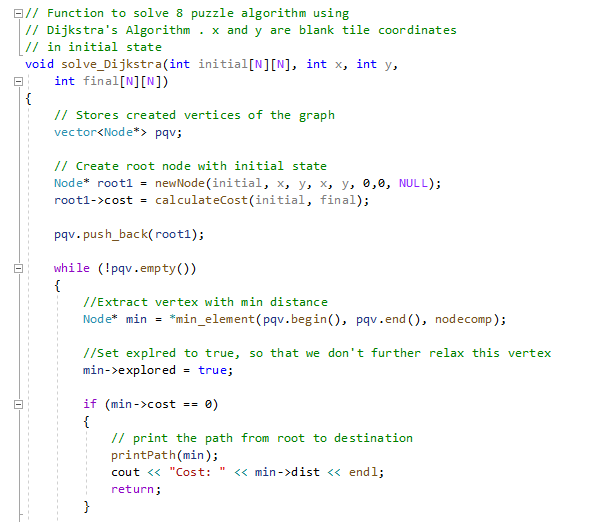 // Function to solve 8 puzzle algorithm using
// Dijkstra's Algorithm . x and y are blank tile coordinates
// in initial state
void solve_Dijkstra(int initial[N][N], int x, int y,
    int final[N][N])
{
    // Stores created vertices of the graph
    vector<Node*> pqv;

    // Create root node with initial state
    Node* root1 = newNode(initial, x, y, x, y, 0,0, NULL);
    root1->cost = calculateCost(initial, final);

    pqv.push_back(root1);

    while (!pqv.empty())
    {
        //Extract vertex with min distance
        Node* min = *min_element(pqv.begin(), pqv.end(), nodecomp);

        //Set explred to true, so that we don't further relax this vertex
        min->explored = true;

        if (min->cost == 0)
        {
            // print the path from root to destination
            printPath(min);
            cout << "Cost: " << min->dist << endl;
            return;
        }